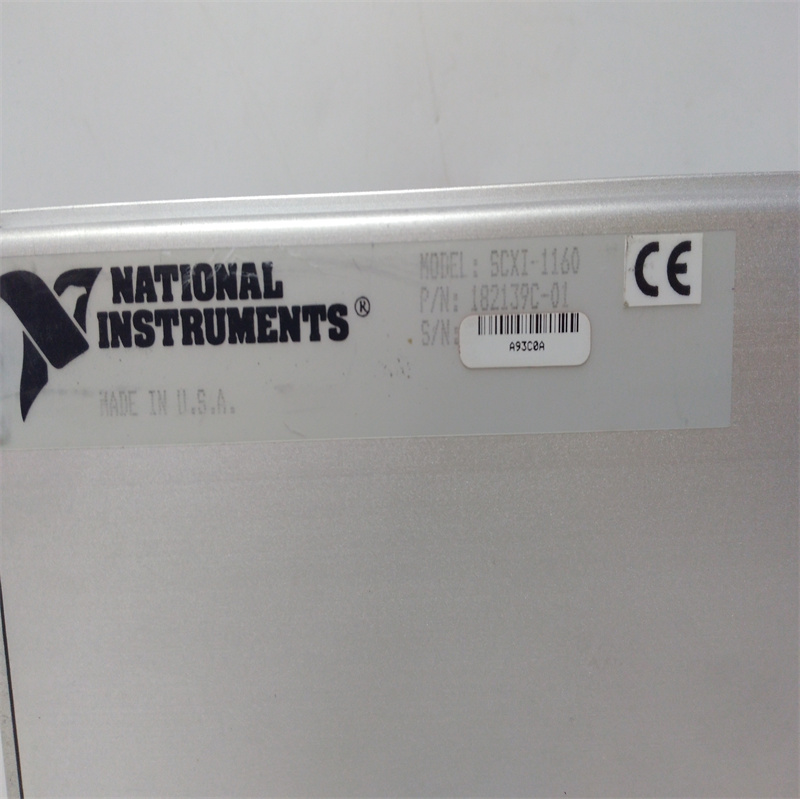 NATIONAL
INSTRUMENTS®
MADE IN U.S.A.
MODEL: SCXI-1160
P/N: 182139C-01
S/N:
A93C0A
CE